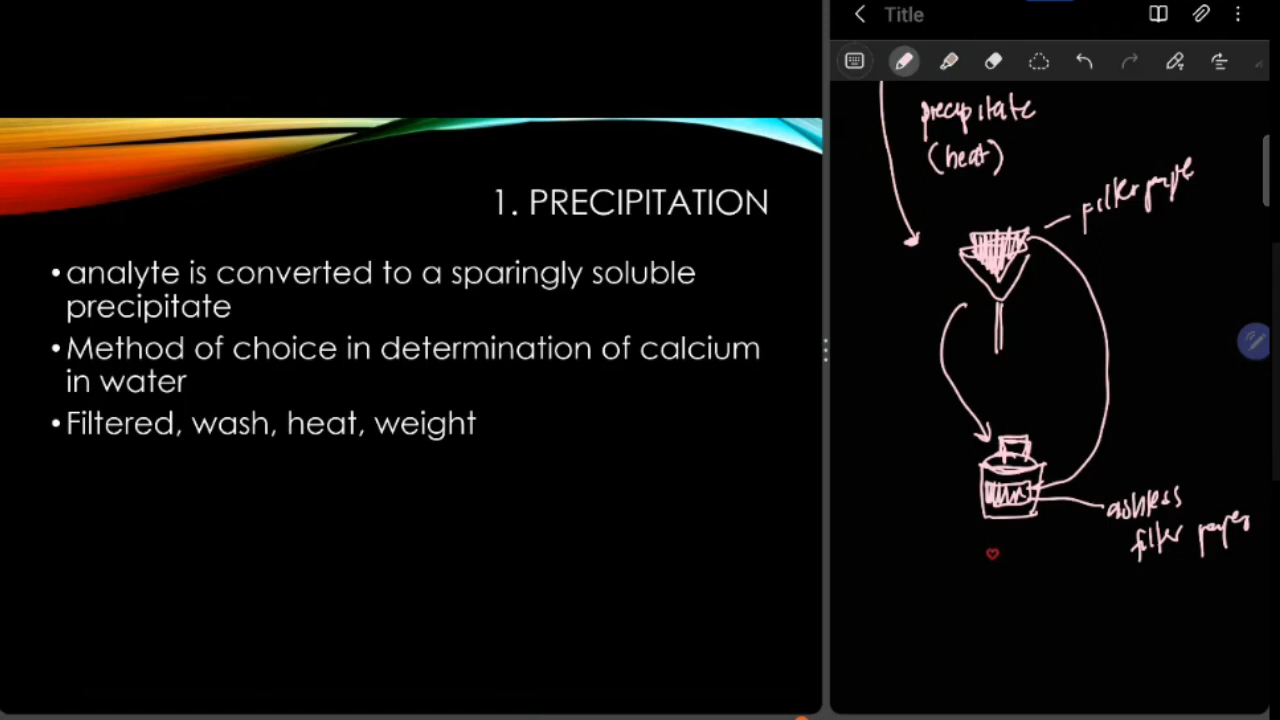 1. PRECIPITATION
• analyte is converted to a sparingly soluble
precipitate
• Method of choice in determination of calcium
in water
• Filtered, wash, heat, weight
Title
precipitate
(heat)
filter
ashless
filter paper